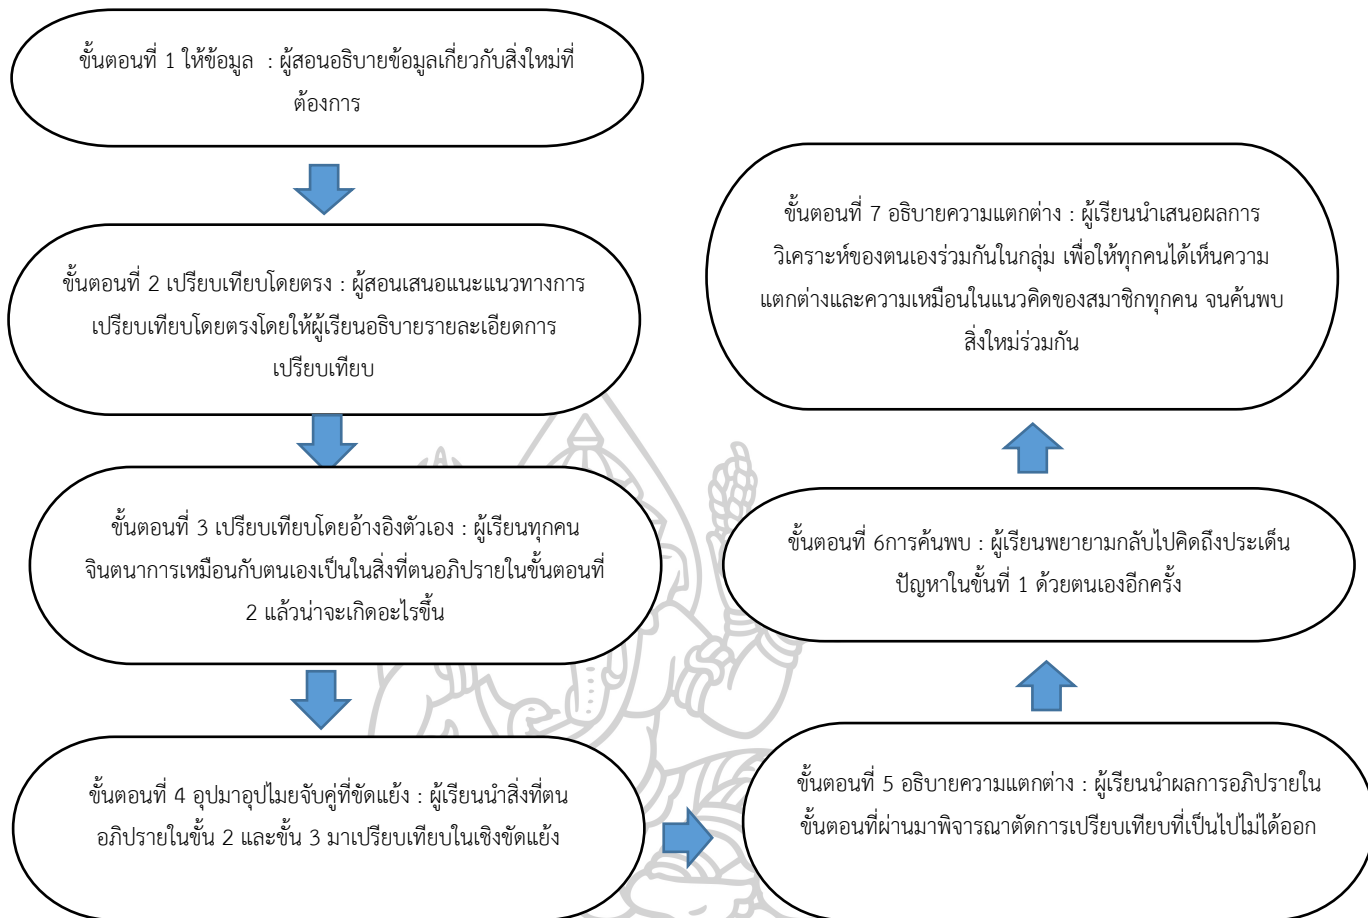 ขั้นตอนที่ 1 ให้ข้อมูล : ผู้สอนอธิบายข้อมูลเกี่ยวกับสิ่งใหม่ที่
ต้องการ
ขั้นตอนที่ 2 เปรียบเทียบโดยตรง : ผู้สอนเสนอแนะแนวทางการ
เปรียบเทียบโดยตรงโดยให้ผู้เรียนอธิบายรายละเอียดการ
เปรียบเทียบ
ขั้นตอนที่ 3 เปรียบเทียบโดยอ้างอิงตัวเอง : ผู้เรียนทุกคน
จินตนาการเหมือนกับตนเองเป็นในสิ่งที่ตนอภิปรายในขั้นตอนที่
2 แล้วน่าจะเกิดอะไรขึ้น
ขั้นตอนที่ 4 อุปมาอุปไมยจับคู่ที่ขัดแย้ง : ผู้เรียนนำสิ่งที่ตน
อภิปรายในขั้น 2 และขั้น 3 มาเปรียบเทียบในเชิงขัดแย้ง
ขั้นตอนที่ 5 อธิบายความแตกต่าง : ผู้เรียนนำผลการอภิปรายใน
ขั้นตอนที่ผ่านมาพิจารณาตัดการเปรียบเทียบที่เป็นไปไม่ได้ออก
ขั้นตอนที่ 6การค้นพบ : ผู้เรียนพยายามกลับไปคิดถึงประเด็น
ปัญหาในขั้นที่ 1 ด้วยตนเองอีกครั้ง
ขั้นตอนที่ 7 อธิบายความแตกต่าง : ผู้เรียนนำเสนอผลการ
วิเคราะห์ของตนเองร่วมกันในกลุ่ม เพื่อให้ทุกคนได้เห็นความ
แตกต่างและความเหมือนในแนวคิดของสมาชิกทุกคน จนค้นพบ
สิ่งใหม่ร่วมกัน